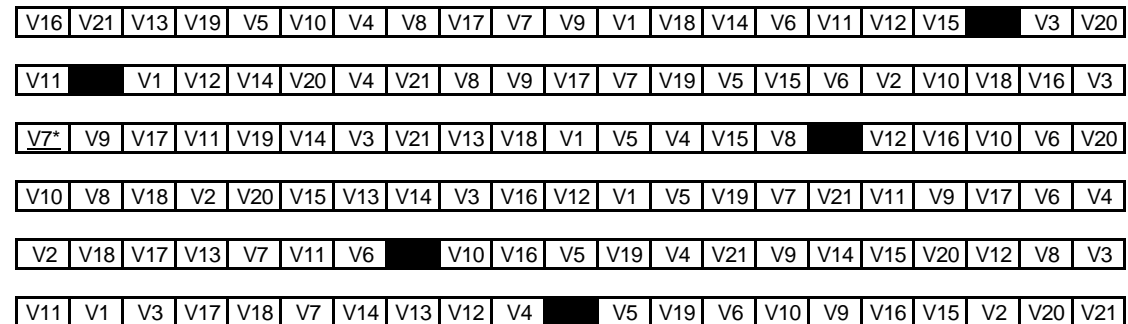 V16 V21 V13 V19 V5 V10 V4 V8 V17 V7 V9 V1 V18 V14 V6 V11 V12 V15 V3 V20
V11 V1 V12 V14 V20 V4 V21 V8 V9 V17 V7 V19 V5 V15 V6 V2 V10 V18 V16 V3
V7* V9 V17 V11 V19 V14 V3 V21 V13 V18 V1 V5 V4 V15 V8 V12 V16 V10 V6 V20
V10 V8 V18 V2 V20 V15 V13 V14 V3 V16 V12 V1 V5 V19 V7 V21 V11 V9 V17 V6 V4
V2 V18 V17 V13 V7 V11 V6 V10 V16 V5 V19 V4 V21 V9 V14 V15 V20 V12 V8 V3
V11 V1 V3 V17 V18 V7 V14 V13 V12 V4 V5 V19 V6 V10 V9 V16 V15 V2 V20 V21